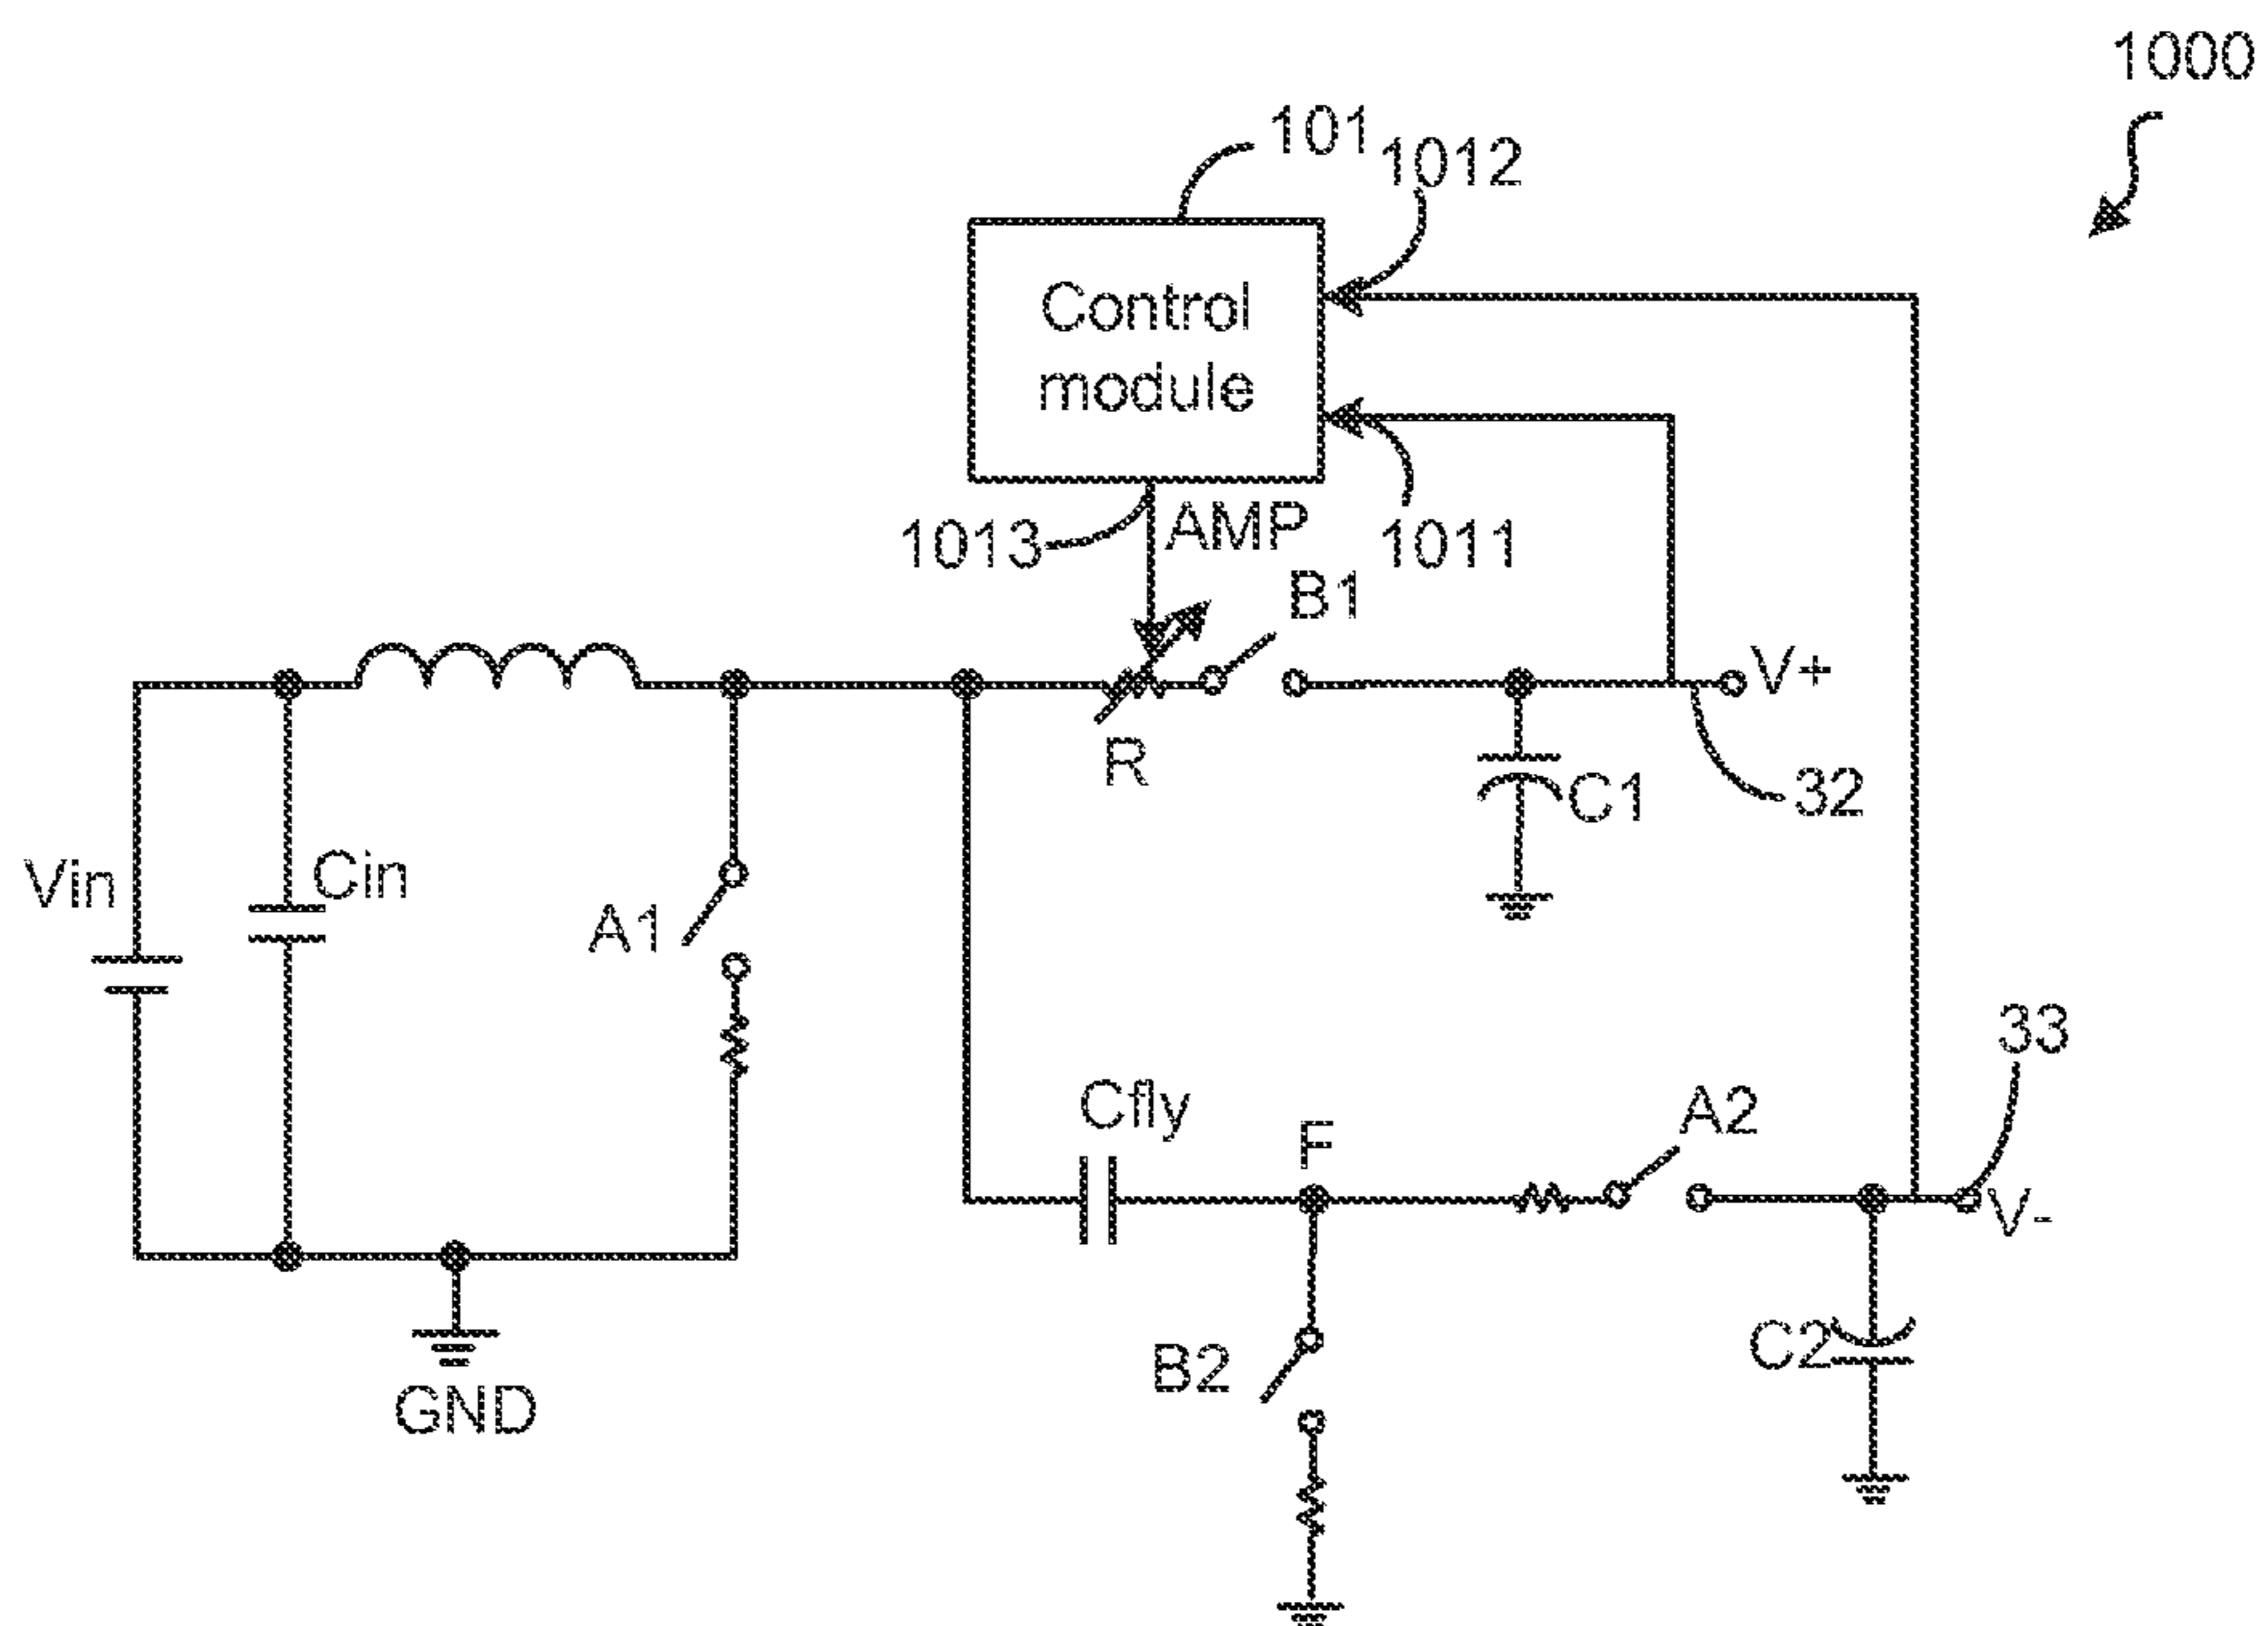 1000
101
1012
Control
module
1013
AMP
1011
B1
V+
R
C1
32
Vin
Cin
A1
33
Cfly
F
A2
V-
B2
C2
GND